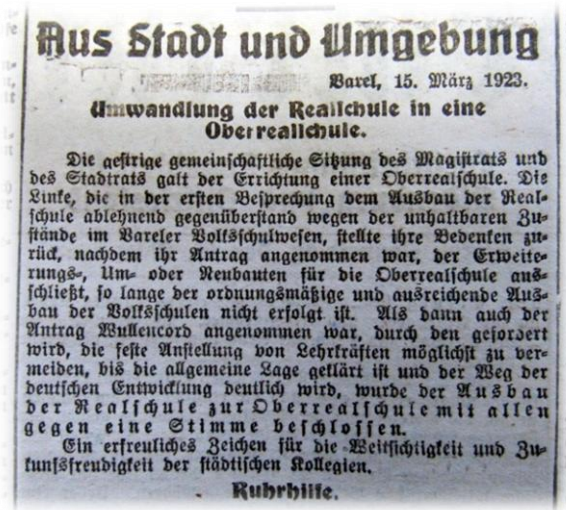 Aus Stadt und Umgebung
Varel, 15. März 1923.
Umwandlung der Realschule in eine
Oberrealschule.
Die gestrige gemeinschaftliche Sitzung des Magistrats und
des Stadtrats galt der Errichtung einer Oberrealschule. Die
Linke, die in der ersten Besprechung dem Ausbau der Real-
schule ablehnend gegenüberstand wegen der unhaltbaren Zu-
stände im Vareler Volksschulwesen, stellte ihre Bedenken zu-
rück, nachdem ihr Antrag angenommen war, der Erweite-
rungs-, Um- oder Neubauten für die Oberrealschule aus-
schließt, so lange der ordnungsmäßige und ausreichende Aus-
bau der Volksschulen nicht erfolgt ist. Als dann auch der
Antrag Wullencord angenommen war, durch den gefordert
wird, die feste Anstellung von Lehrkräften möglichst zu ver-
meiden, bis die allgemeine Lage geklärt ist und der Weg der
deutschen Entwicklung deutlich wird, wurde der Ausbau
der Realschule zur Oberrealschule mit allen
gegen eine Stimme beschlossen.
Ein erfreuliches Zeichen für die Weitsichtigkeit und Zu-
kunftsfreudigkeit der städtischen Kollegien.
Ruhrhilfe.